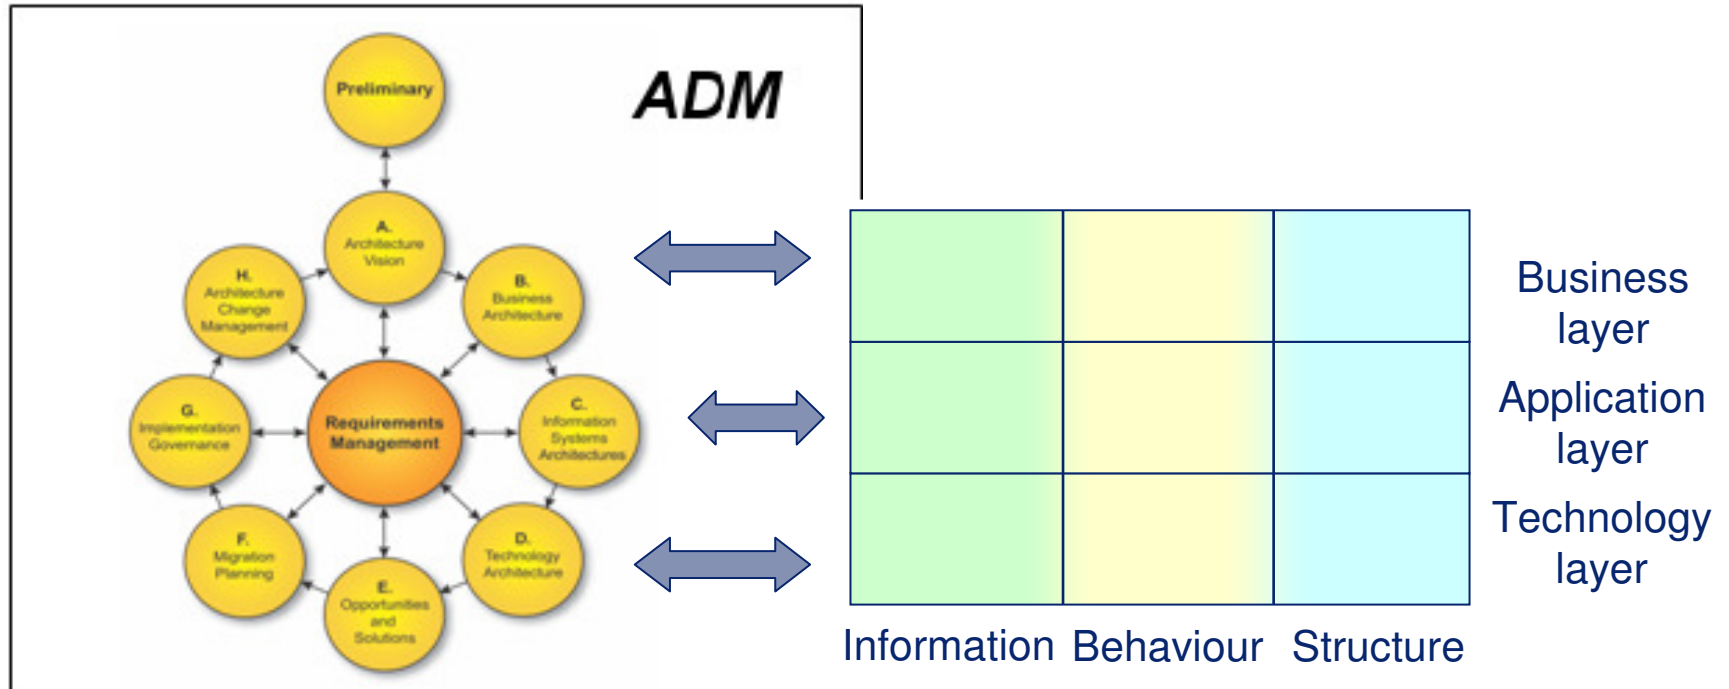 ADM
Preliminary
A.
Architecture
Vision
B.
Business
Architecture
C.
Information
Systems
Architectures
D.
Technology
Architecture
E.
Opportunities
and
Solutions
F.
Migration
Planning
G.
Implementation
Governance
H.
Architecture
Change
Management
Requirements
Management
Business
layer
Application
layer
Technology
layer
Information
Behaviour
Structure